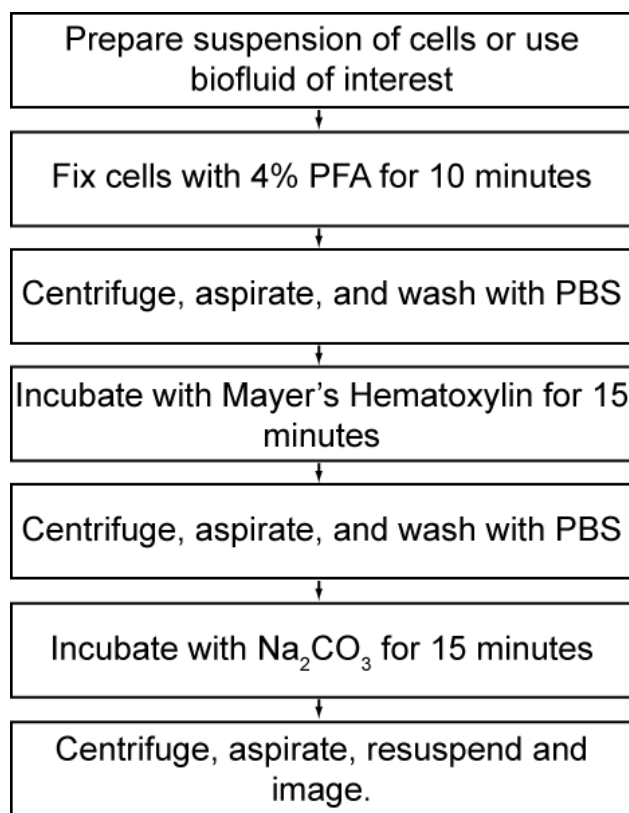 Prepare suspension of cells or use
biofluid of interest
Fix cells with 4% PFA for 10 minutes
Centrifuge, aspirate, and wash with PBS
Incubate with Mayer’s Hematoxylin for 15
minutes
Centrifuge, aspirate, and wash with PBS
Incubate with Na₂CO₃ for 15 minutes
Centrifuge, aspirate, resuspend and
image.